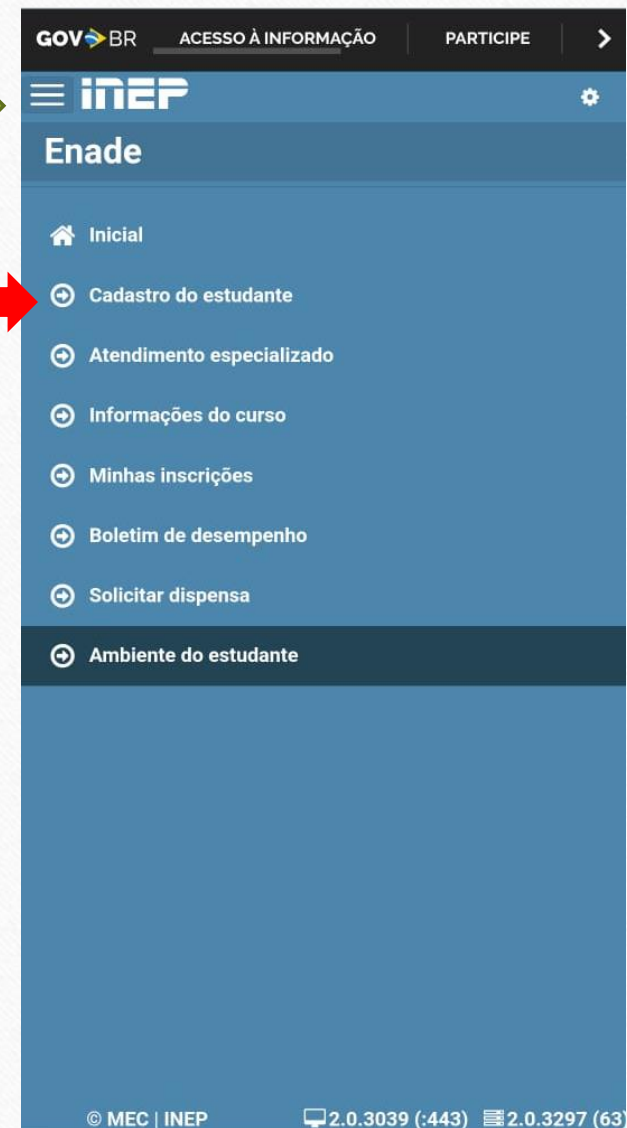 GOV BR ACESSO À INFORMAÇÃO PARTICIPE
inep
Enade
Inicial
Cadastro do estudante
Atendimento especializado
Informações do curso
Minhas inscrições
Boletim de desempenho
Solicitar dispensa
Ambiente do estudante
© MEC | INEP 2.0.3039 (:443) 2.0.3297 (63)